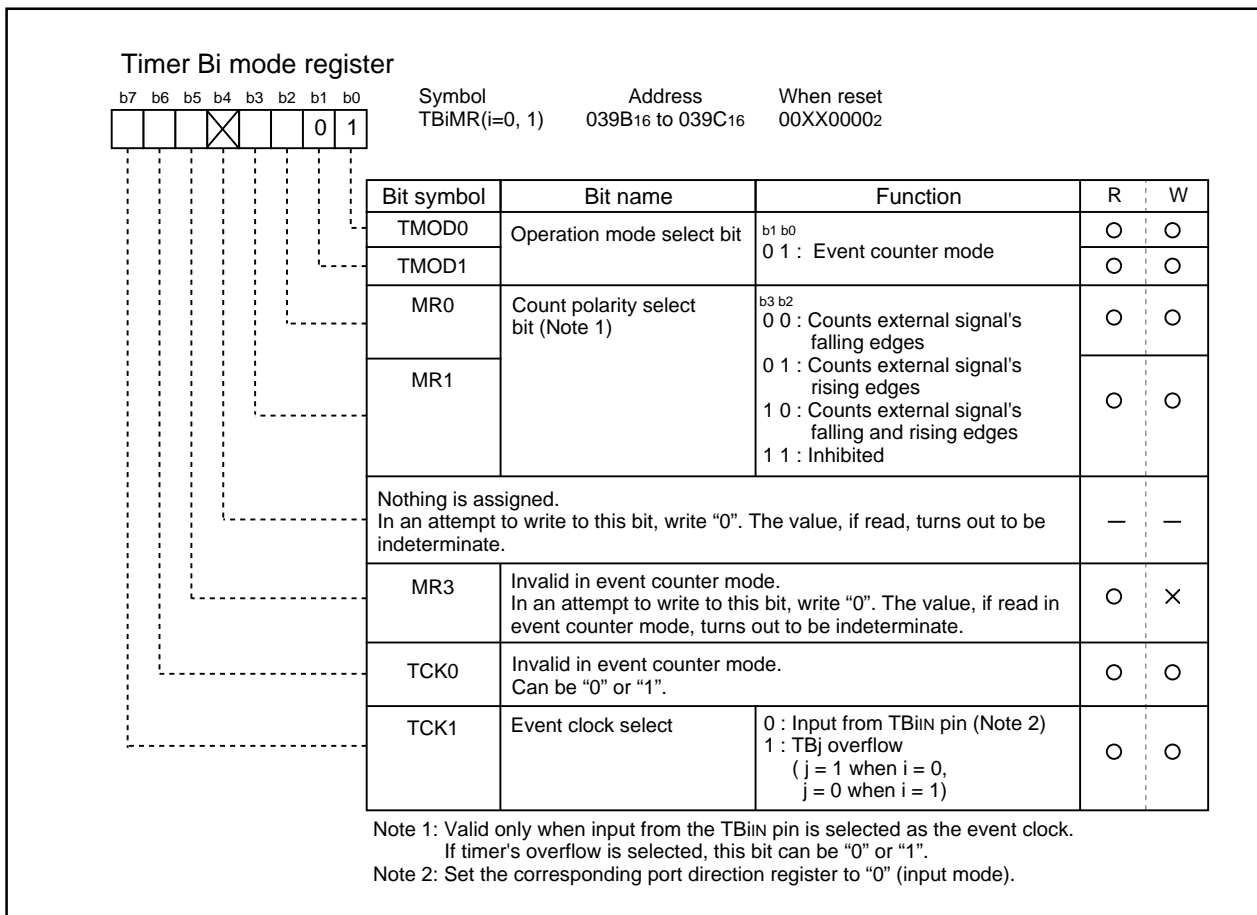 Timer Bi mode register
b7 b6 b5 b4 b3 b2 b1 b0
0 1
Symbol Address When reset
TBiMR(i=0, 1) 039B16 to 039C16 00XX00002
Bit symbol Bit name Function R W
TMOD0
TMOD1
Operation mode select bit
b1 b0
0 1 : Event counter mode
MR0
MR1
Count polarity select
bit (Note 1)
b3 b2
0 0 : Counts external signal's
falling edges
0 1 : Counts external signal's
rising edges
1 0 : Counts external signal's
falling and rising edges
1 1 : Inhibited
Nothing is assigned.
In an attempt to write to this bit, write “0”. The value, if read, turns out to be
indeterminate.
MR3
Invalid in event counter mode.
In an attempt to write to this bit, write “0”. The value, if read in
event counter mode, turns out to be indeterminate.
TCK0
Invalid in event counter mode.
Can be “0” or “1”.
TCK1
Event clock select
0 : Input from TBiIN pin (Note 2)
1 : TBj overflow
( j = 1 when i = 0,
j = 0 when i = 1)
Note 1: Valid only when input from the TBiIN pin is selected as the event clock.
If timer's overflow is selected, this bit can be “0” or “1”.
Note 2: Set the corresponding port direction register to “0” (input mode).